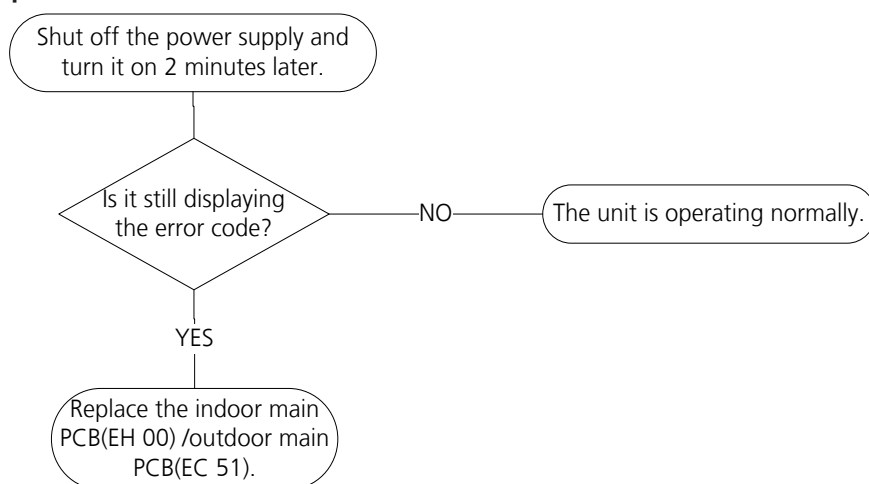 Shut off the power supply and
turn it on 2 minutes later.
Is it still displaying
the error code?
NO
The unit is operating normally.
YES
Replace the indoor main
PCB(EH 00) /outdoor main
PCB(EC 51).